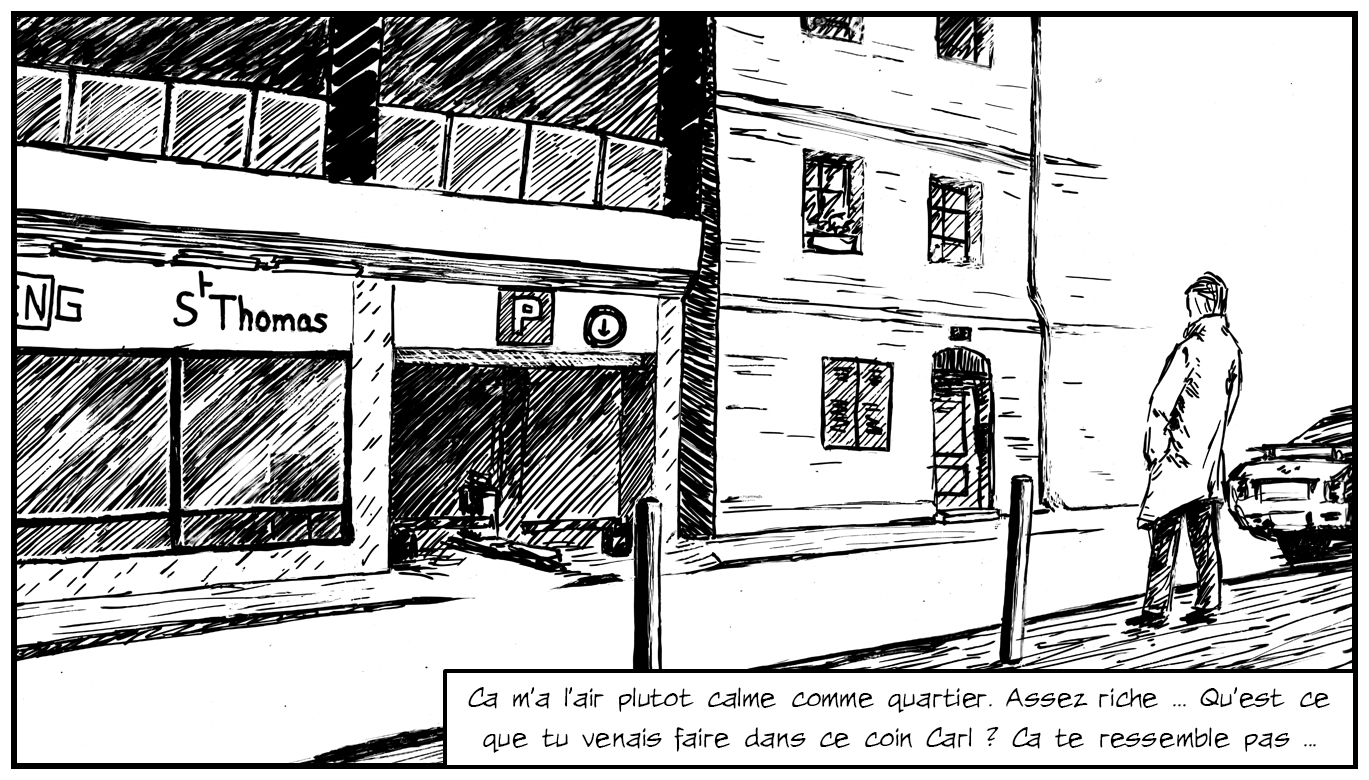 NG
St Thomas
P
Ca m'a l'air plutot calme comme quartier. Assez riche ... Qu'est ce
que tu venais faire dans ce coin Carl ? Ca te ressemble pas ...